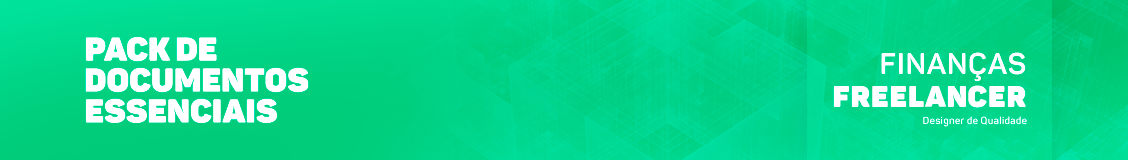 PACK DE
DOCUMENTOS
ESSENCIAIS
FINANÇAS
FREELANCER
Designer de Qualidade